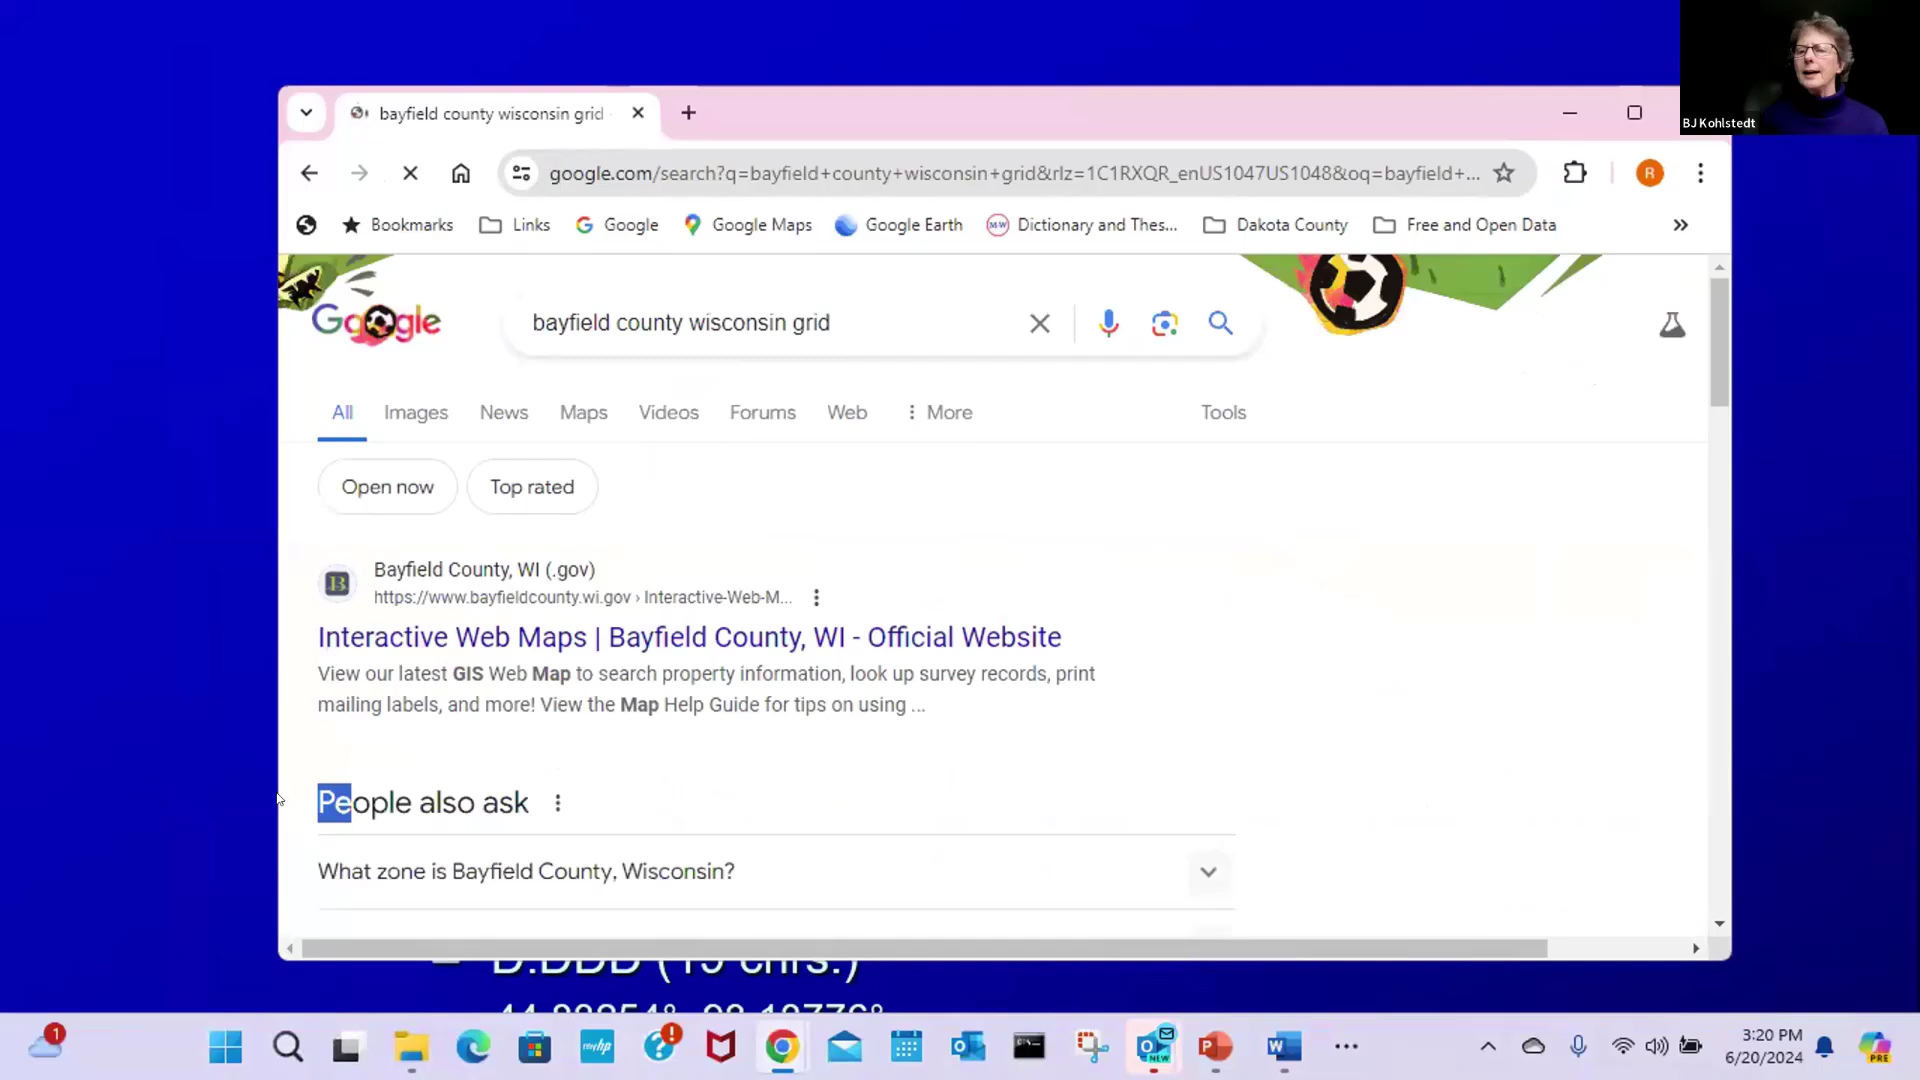 BJ Kohlstedt
bayfield county wisconsin grid
google.com/search?q=bayfield+county+wisconsin+grid&rlz=1C1RXQR_enUS1047US1048&oq=bayfield+...
R
Bookmarks Links Google Google Maps Google Earth Dictionary and Thes... Dakota County Free and Open Data
Google
bayfield county wisconsin grid
All Images News Maps Videos Forums Web More Tools
Open now Top rated
Bayfield County, WI (.gov)
https://www.bayfieldcounty.wi.gov › Interactive-Web-M...
Interactive Web Maps | Bayfield County, WI - Official Website
View our latest GIS Web Map to search property information, look up survey records, print
mailing labels, and more! View the Map Help Guide for tips on using ...
People also ask
What zone is Bayfield County, Wisconsin?
1
myhp
NEW
3:20 PM
6/20/2024
PRE